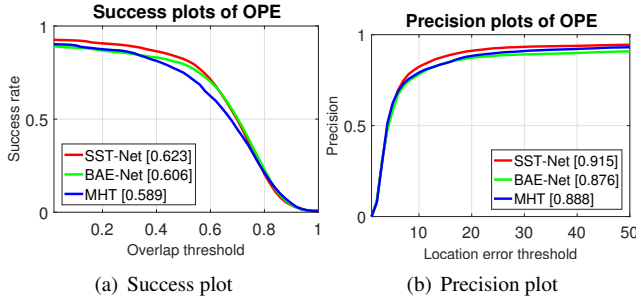 Success plots of OPE
Success rate
1
0.5
0
SST-Net [0.623]
BAE-Net [0.606]
MHT [0.589]
0.2 0.4 0.6 0.8 1
Overlap threshold
(a) Success plot
Precision plots of OPE
Precision
1
0.5
0
SST-Net [0.915]
BAE-Net [0.876]
MHT [0.888]
10 20 30 40 50
Location error threshold
(b) Precision plot